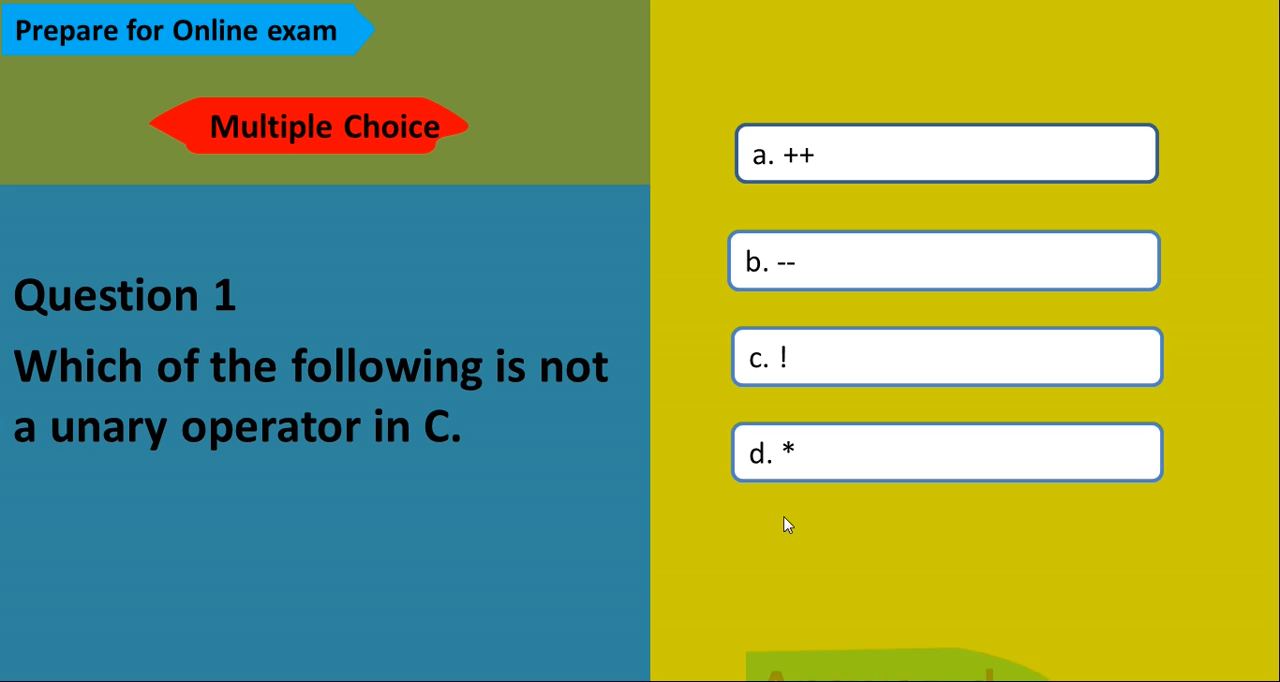 Prepare for Online exam
Multiple Choice
Question 1
Which of the following is not
a unary operator in C.
a. ++
b. --
c. !
d. *